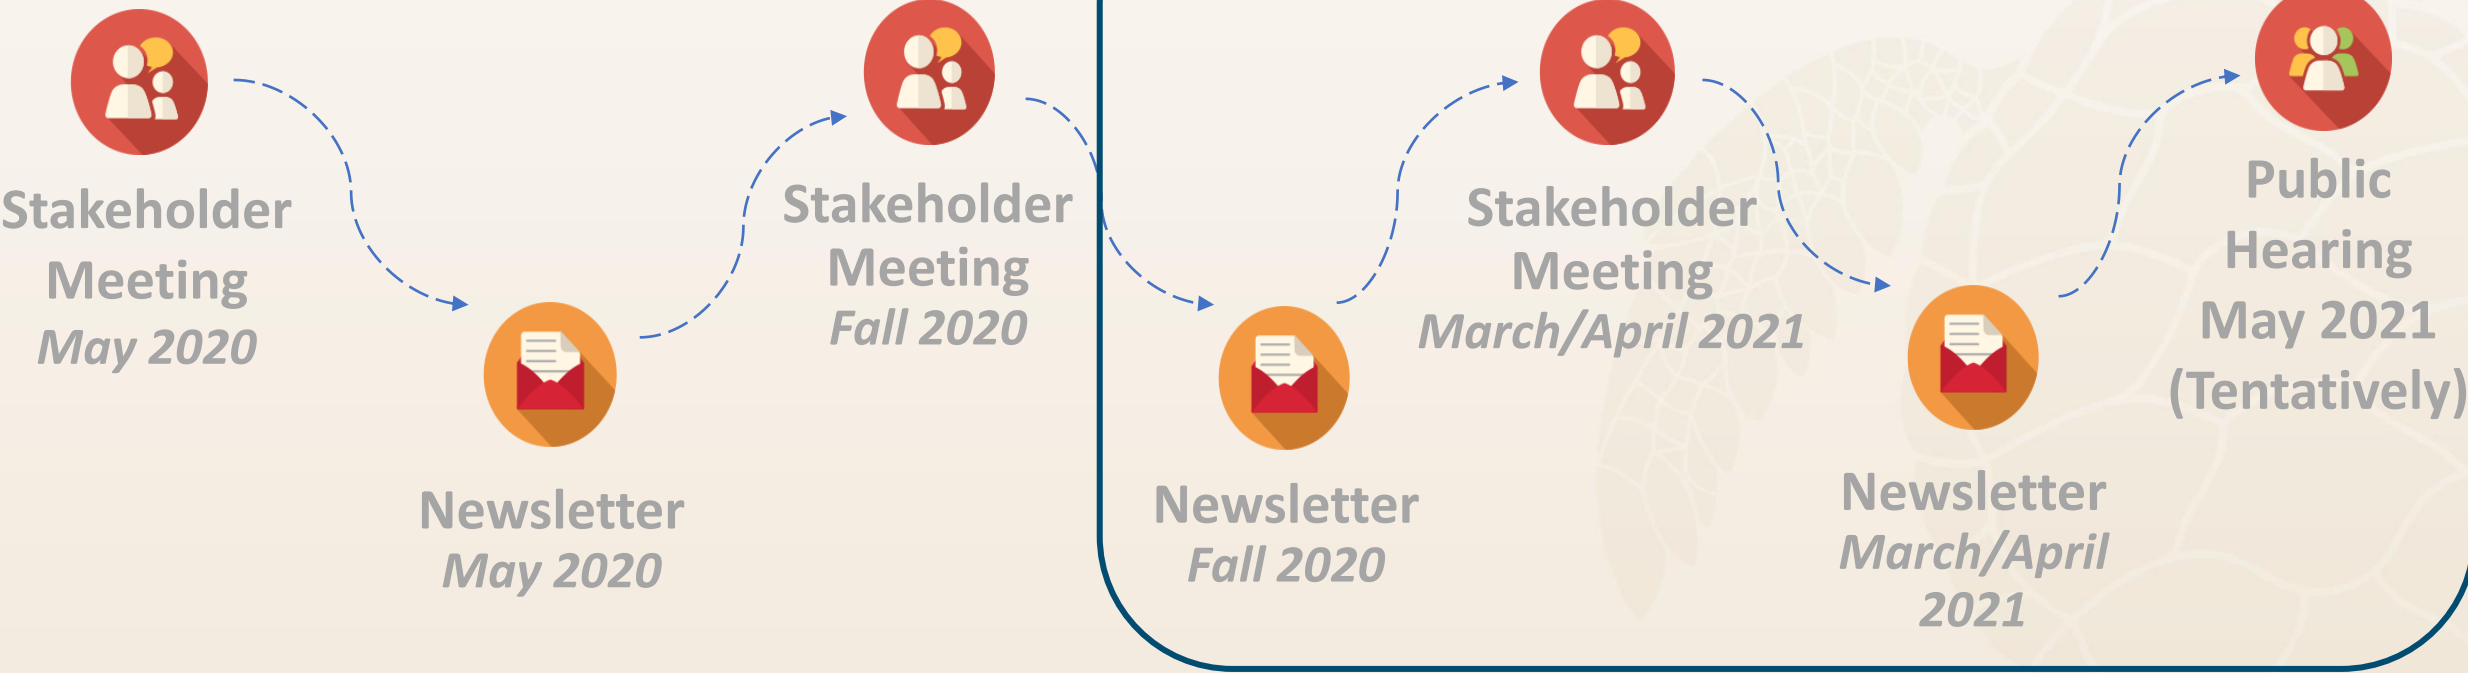 Stakeholder
Meeting
May 2020
Newsletter
May 2020
Stakeholder
Meeting
Fall 2020
Newsletter
Fall 2020
Stakeholder
Meeting
March/April 2021
Newsletter
March/April
2021
Public
Hearing
May 2021
(Tentatively)